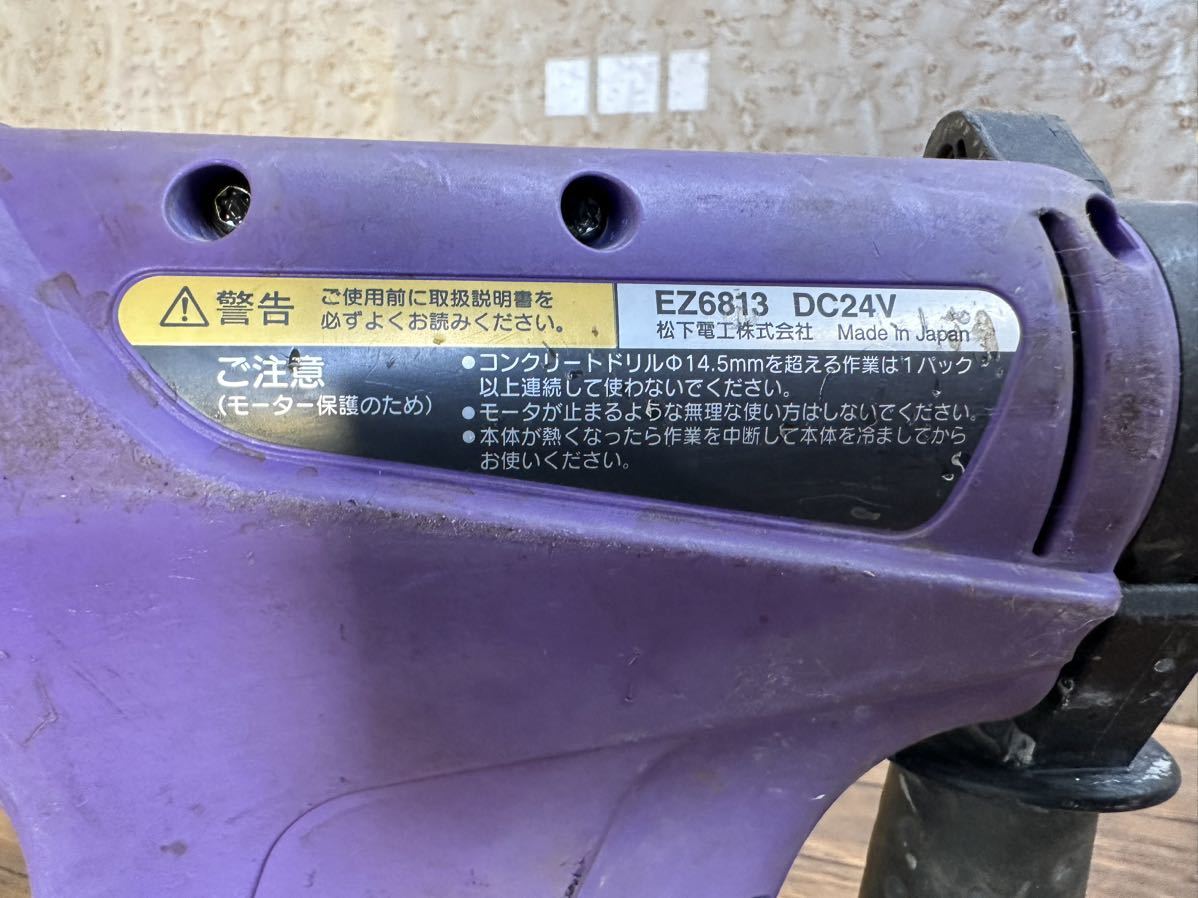 警告 ご使用前に取扱説明書を
必ずよくお読みください。
EZ6813 DC24V
松下電工株式会社 Made in Japan
ご注意
(モーター保護のため)
●コンクリートドリルΦ14.5mmを超える作業は1パック
以上連続して使わないでください。
●モータが止まるような無理な使い方はしないでください。
●本体が熱くなったら作業を中断して本体を冷ましてから
お使いください。